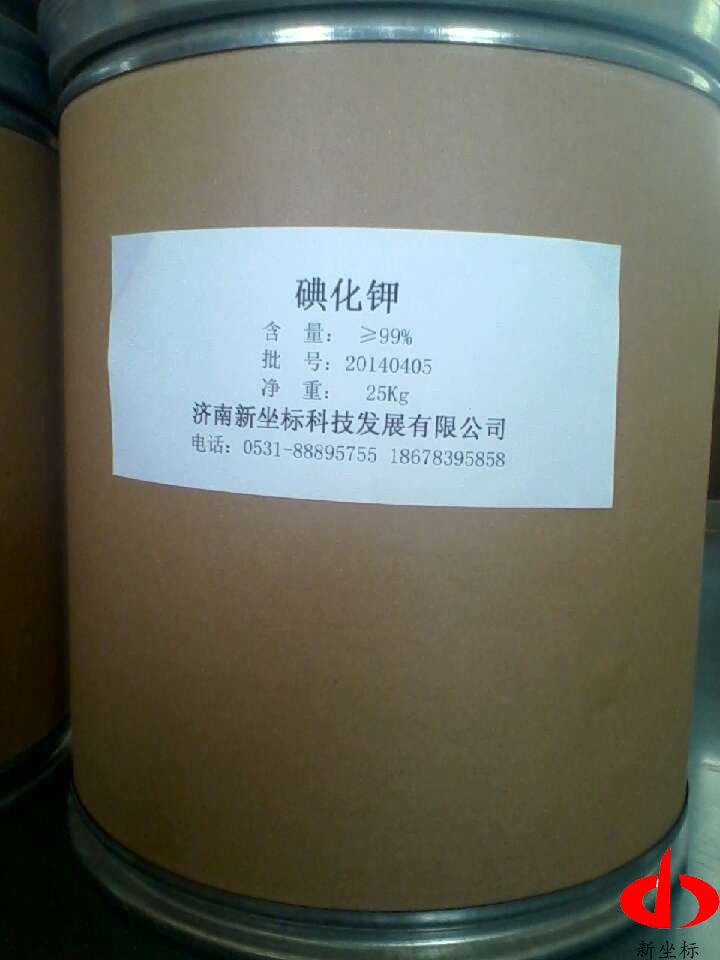 碘化钾
含 量： ≥99%
批 号：20140405
净 重： 25Kg
济南新坐标科技发展有限公司
电话：0531-88895755 18678395858
新坐标